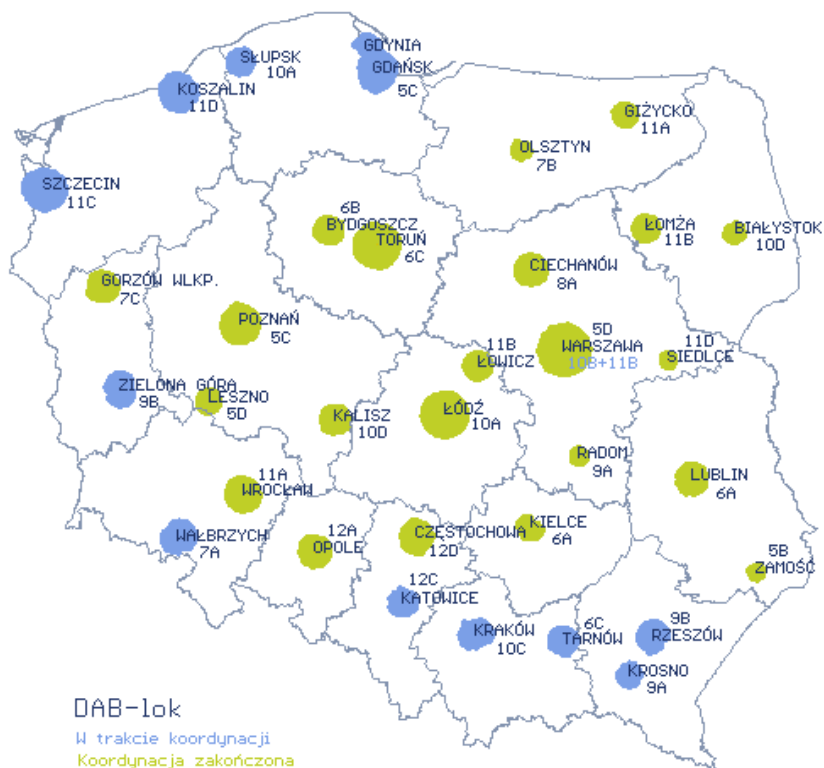 GDYNIA
GDAŃSK
5C
SŁUPSK
10A
KOSZALIN
11D
GIŻYCKO
11A
OLSZTYN
7B
SZCZECIN
11C
6B
BYDGOSZCZ
TORUŃ
6C
ŁOMŻA
11B
BIAŁYSTOK
10D
CIECHANÓW
8A
GORZÓW WLKP.
7C
POZNAŃ
5C
5D
WARSZAWA
10B+11B
11B
ŁOWICZ
11D
SIEDLCE
ZIELONA GÓRA
9B
LESZNO
5D
KALISZ
10D
ŁÓDŹ
10A
RADOM
9A
LUBLIN
6A
11A
WROCŁAW
WAŁBRZYCH
7A
12A
OPOLE
CZĘSTOCHOWA
12D
KIELCE
6A
5B
ZAMOŚĆ
12C
KATOWICE
KRAKÓW
10C
6C
TARNÓW
9B
RZESZÓW
KROSNO
9A
DAB-lok
W trakcie koordynacji
Koordynacja zakończona